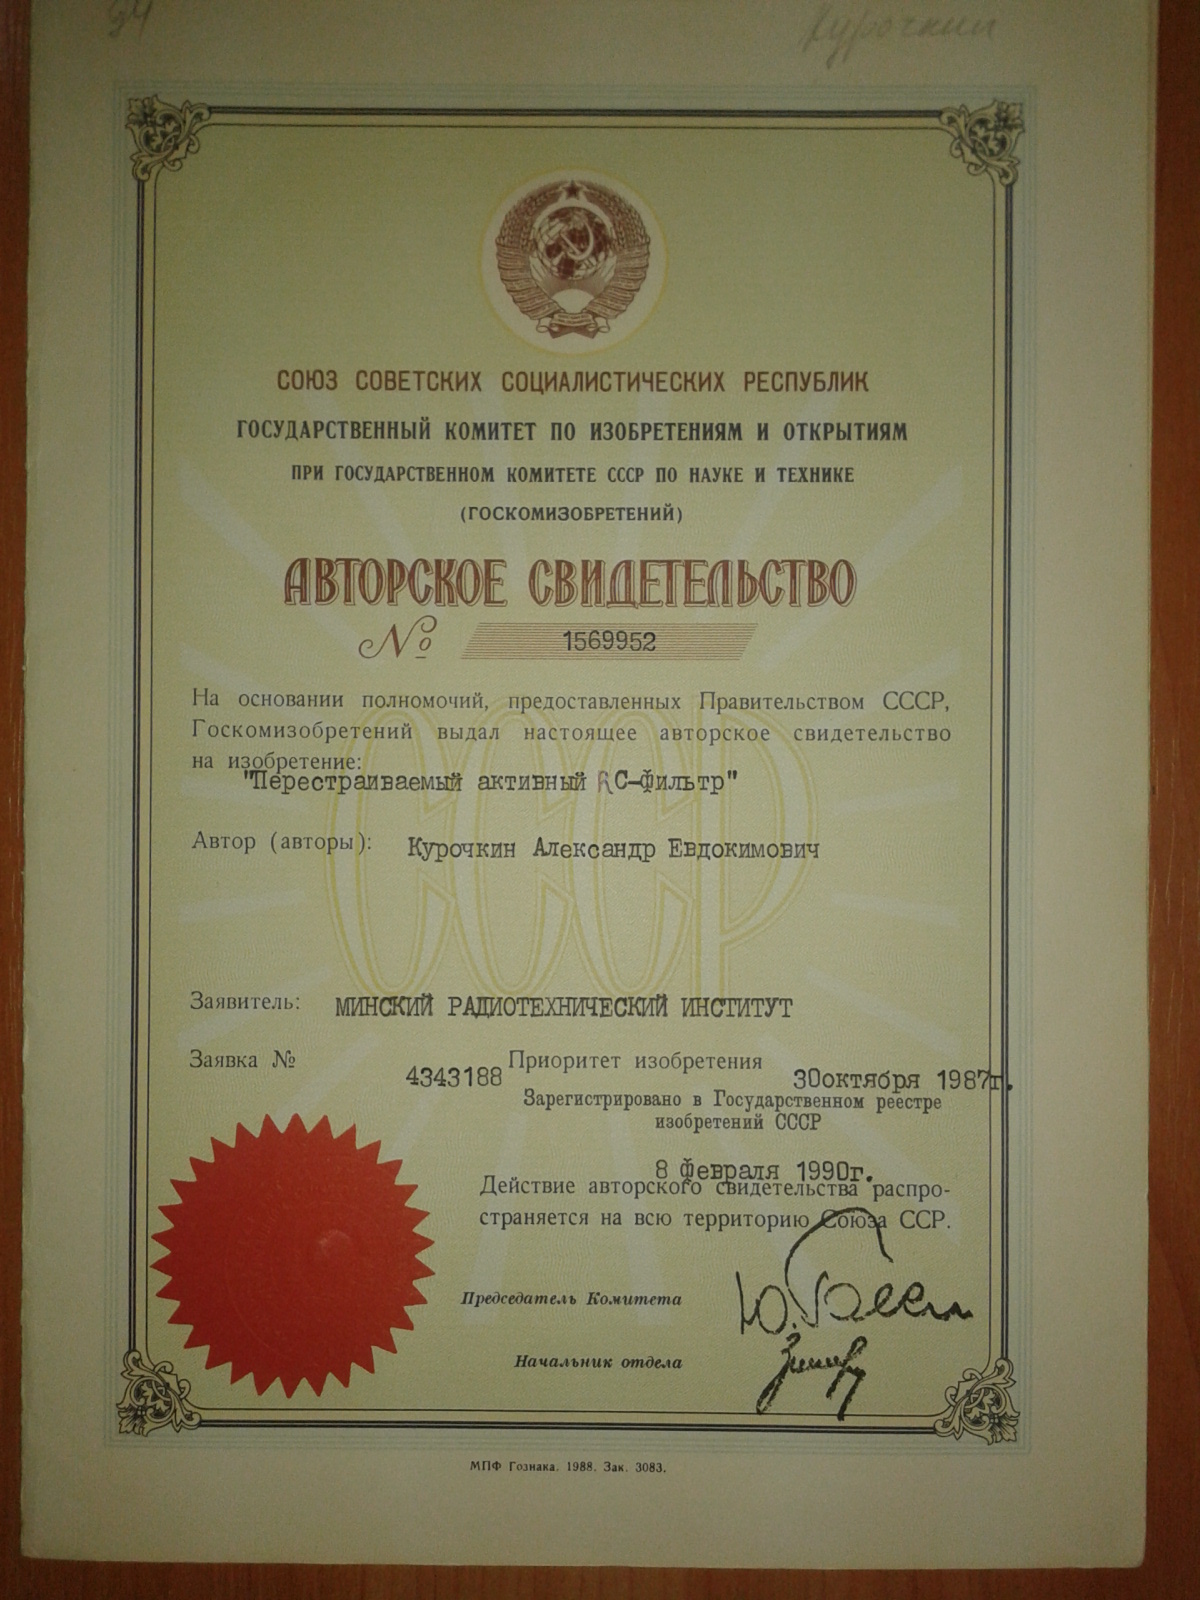 Курочкин
СОЮЗ СОВЕТСКИХ СОЦИАЛИСТИЧЕСКИХ РЕСПУБЛИК
ГОСУДАРСТВЕННЫЙ КОМИТЕТ ПО ИЗОБРЕТЕНИЯМ И ОТКРЫТИЯМ
ПРИ ГОСУДАРСТВЕННОМ КОМИТЕТЕ СССР ПО НАУКЕ И ТЕХНИКЕ
(ГОСКОМИЗОБРЕТЕНИЙ)
АВТОРСКОЕ СВИДЕТЕЛЬСТВО
№ 1569952
СССР
На основании полномочий, предоставленных Правительством СССР,
Госкомизобретений выдал настоящее авторское свидетельство
на изобретение:
"Перестраиваемый активный RC-фильтр"
Автор (авторы): Курочкин Александр Евдокимович
Заявитель: МИНСКИЙ РАДИОТЕХНИЧЕСКИЙ ИНСТИТУТ
Заявка № 4343188 Приоритет изобретения 30октября 1987г.
Зарегистрировано в Государственном реестре
изобретений СССР
8 февраля 1990г.
Действие авторского свидетельства распро-
страняется на всю территорию Союза ССР.
Председатель Комитета
Начальник отдела
МПФ Гознака. 1988. Зак. 3083.